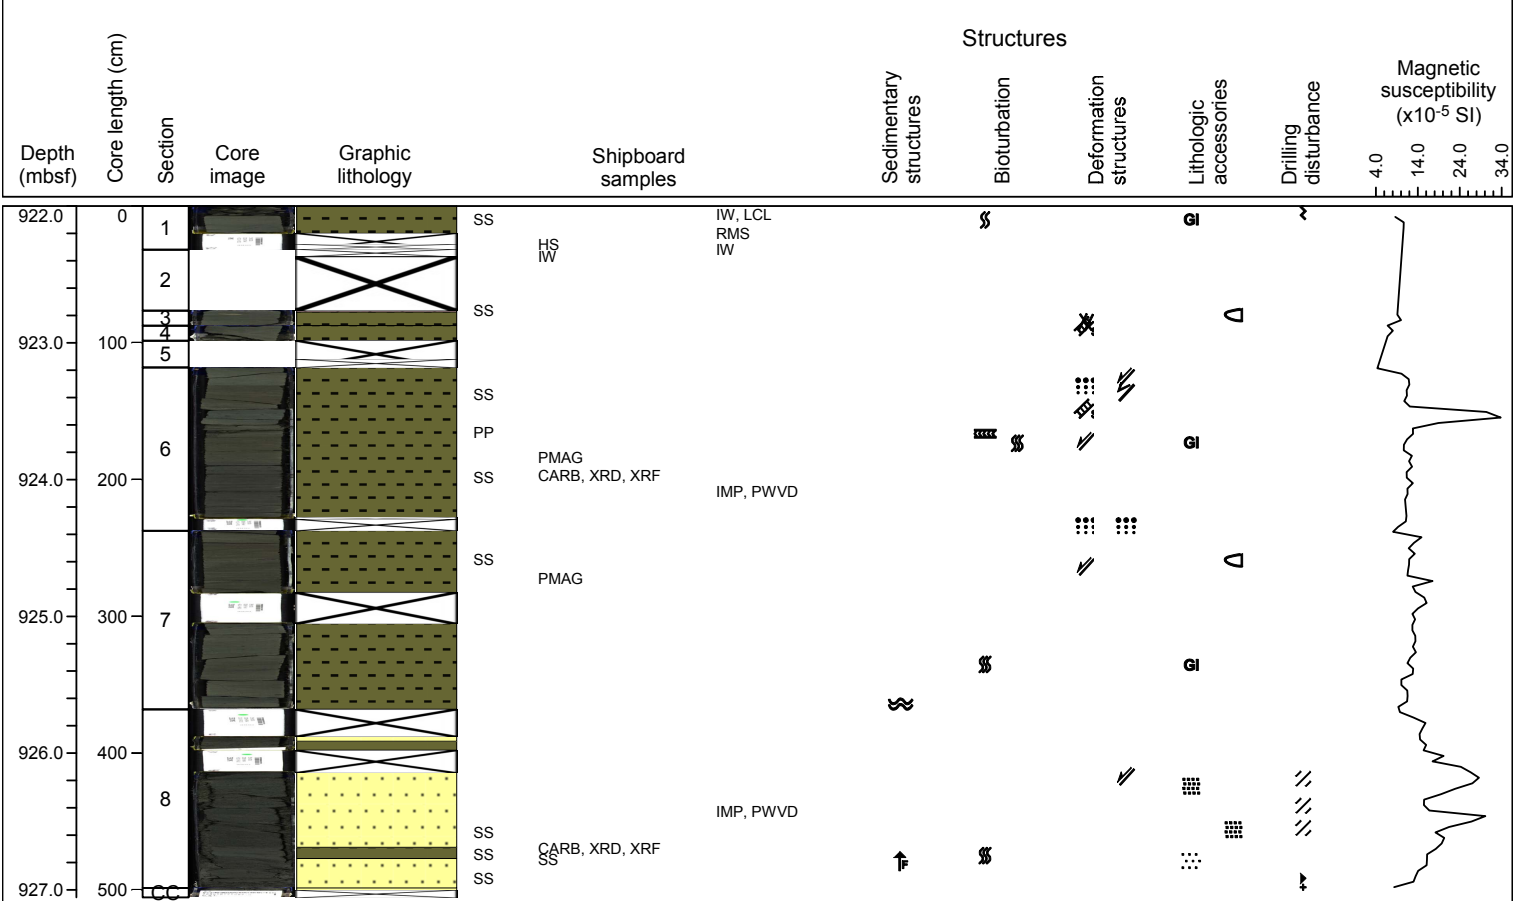 Structures
Depth
(mbsf)
Core length (cm)
Section
Core
image
Graphic
lithology
Shipboard
samples
Sedimentary
structures
Bioturbation
Deformation
structures
Lithologic
accessories
Drilling
disturbance
Magnetic
susceptibility
(x10-5 SI)
4.0 14.0 24.0 34.0
922.0 0 1 SS IW, LCL Gl
RMS
HS IW
IW
2
3 SS
4
923.0 100
5
SS
PP
6 PMAG Gl
924.0 200 SS CARB, XRD, XRF
IMP, PWVD
SS
PMAG
925.0 300 7
Gl
926.0 400
8
IMP, PWVD
SS
SS CARB, XRD, XRF
SS
F
SS
927.0 500 CC